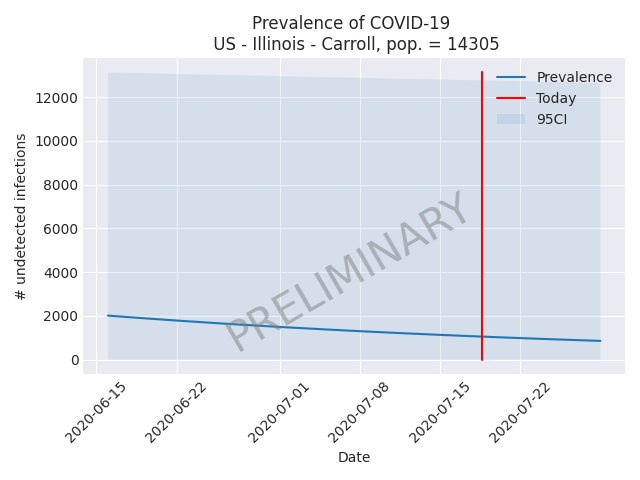 Prevalence of COVID-19
US - Illinois - Carroll, pop. = 14305
Prevalence
Today
95CI
12000
10000
8000
6000
4000
2000
0
# undetected infections
PRELIMINARY
2020-06-15
2020-06-22
2020-07-01
2020-07-08
2020-07-15
2020-07-22
Date